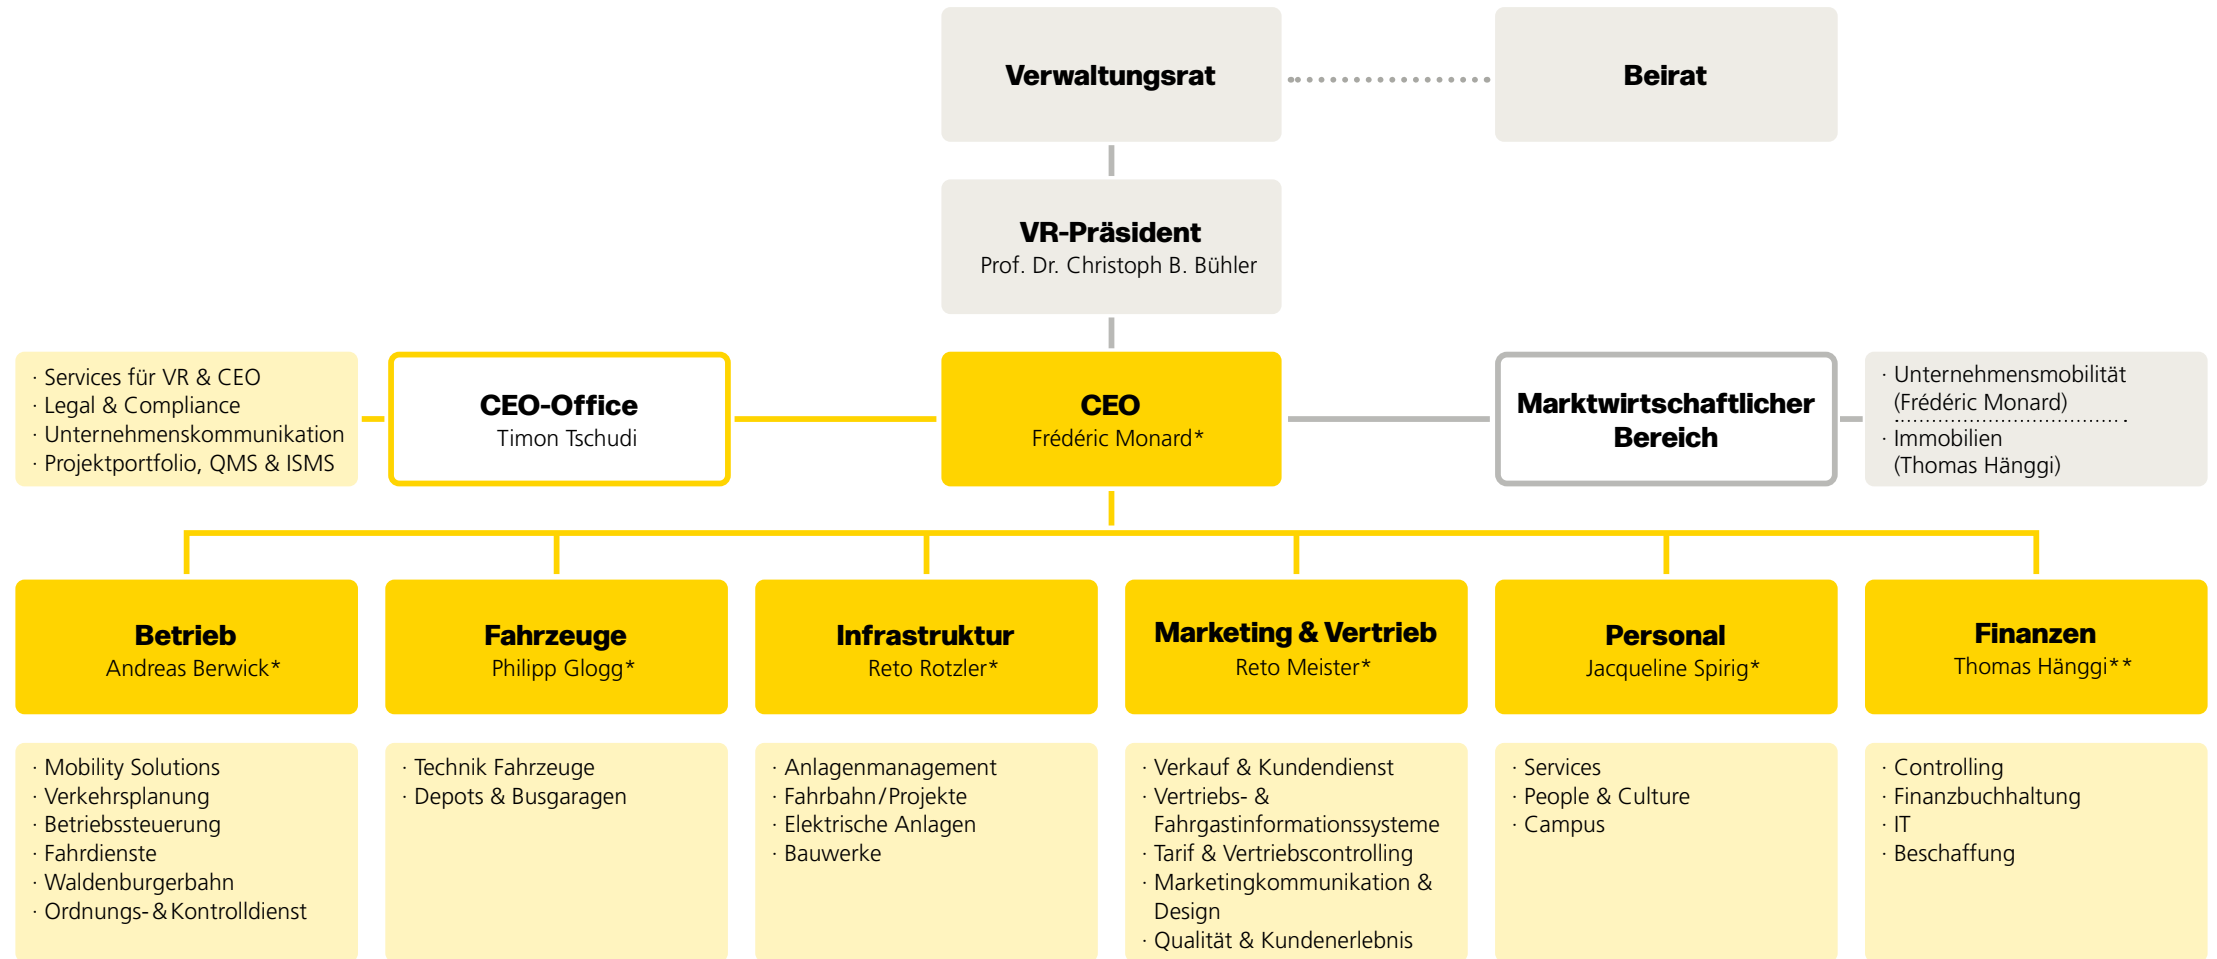 Verwaltungsrat
Beirat
VR-Präsident
Prof. Dr. Christoph B. Bühler
· Services für VR & CEO
· Legal & Compliance
· Unternehmenskommunikation
· Projektportfolio, QMS & ISMS
CEO-Office
Timon Tschudi
CEO
Frédéric Monard*
Marktwirtschaftlicher
Bereich
· Unternehmensmobilität
(Frédéric Monard)
· Immobilien
(Thomas Hänggi)
Betrieb
Andreas Berwick*
Fahrzeuge
Philipp Glogg*
Infrastruktur
Reto Rotzler*
Marketing & Vertrieb
Reto Meister*
Personal
Jacqueline Spirig*
Finanzen
Thomas Hänggi**
· Mobility Solutions
· Verkehrsplanung
· Betriebssteuerung
· Fahrdienste
· Waldenburgerbahn
· Ordnungs- & Kontrolldienst
· Technik Fahrzeuge
· Depots & Busgaragen
· Anlagenmanagement
· Fahrbahn/Projekte
· Elektrische Anlagen
· Bauwerke
· Verkauf & Kundendienst
· Vertriebs- &
Fahrgastinformationssysteme
· Tarif & Vertriebscontrolling
· Marketingkommunikation &
Design
· Qualität & Kundenerlebnis
· Services
· People & Culture
· Campus
· Controlling
· Finanzbuchhaltung
· IT
· Beschaffung